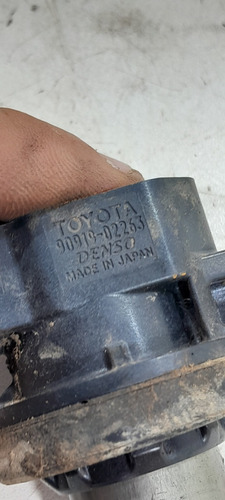 TOYOTA
90919-02263
DENSO
MADE IN JAPAN